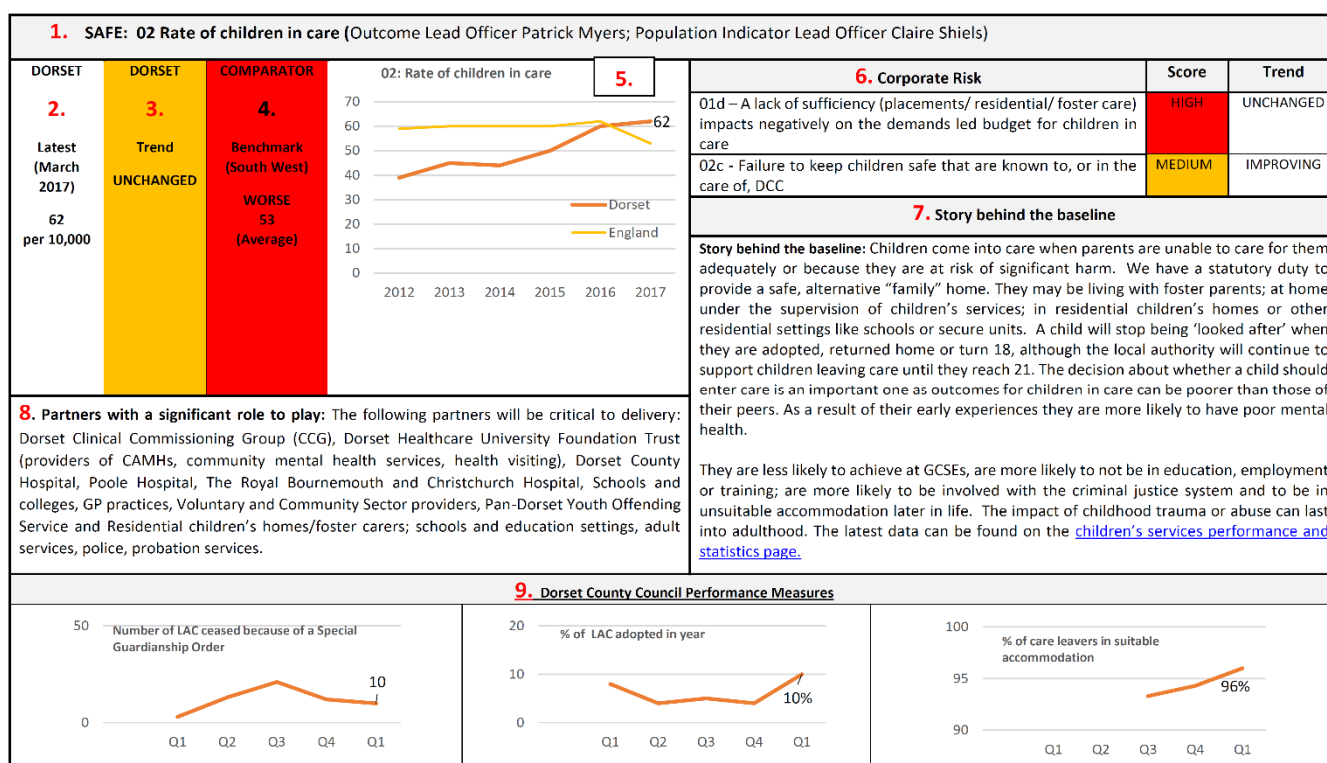 1. SAFE: 02 Rate of children in care (Outcome Lead Officer Patrick Myers; Population Indicator Lead Officer Claire Shiels)
DORSET
2.
Latest
(March
2017)
62
per 10,000
DORSET
3.
Trend
UNCHANGED
COMPARATOR
4.
Benchmark
(South West)
WORSE
53
(Average)
02: Rate of children in care
5.
70
60
50
40
30
20
10
0
62
Dorset
England
2012 2013 2014 2015 2016 2017
6. Corporate Risk
Score
Trend
01d – A lack of sufficiency (placements/ residential/ foster care)
impacts negatively on the demands led budget for children in
care
HIGH
UNCHANGED
02c - Failure to keep children safe that are known to, or in the
care of, DCC
MEDIUM
IMPROVING
7. Story behind the baseline
Story behind the baseline: Children come into care when parents are unable to care for them
adequately or because they are at risk of significant harm. We have a statutory duty to
provide a safe, alternative “family” home. They may be living with foster parents; at home
under the supervision of children’s services; in residential children’s homes or other
residential settings like schools or secure units. A child will stop being ‘looked after’ when
they are adopted, returned home or turn 18, although the local authority will continue to
support children leaving care until they reach 21. The decision about whether a child should
enter care is an important one as outcomes for children in care can be poorer than those of
their peers. As a result of their early experiences they are more likely to have poor mental
health.
They are less likely to achieve at GCSEs, are more likely to not be in education, employment
or training; are more likely to be involved with the criminal justice system and to be in
unsuitable accommodation later in life. The impact of childhood trauma or abuse can last
into adulthood. The latest data can be found on the children’s services performance and
statistics page.
8. Partners with a significant role to play: The following partners will be critical to delivery:
Dorset Clinical Commissioning Group (CCG), Dorset Healthcare University Foundation Trust
(providers of CAMHs, community mental health services, health visiting), Dorset County
Hospital, Poole Hospital, The Royal Bournemouth and Christchurch Hospital, Schools and
colleges, GP practices, Voluntary and Community Sector providers, Pan-Dorset Youth Offending
Service and Residential children’s homes/foster carers; schools and education settings, adult
services, police, probation services.
9. Dorset County Council Performance Measures
Number of LAC ceased because of a Special
Guardianship Order
50
0
10
Q1 Q2 Q3 Q4 Q1
% of LAC adopted in year
20
10
0
10%
Q1 Q2 Q3 Q4 Q1
% of care leavers in suitable
accommodation
100
95
90
96%
Q1 Q2 Q3 Q4 Q1